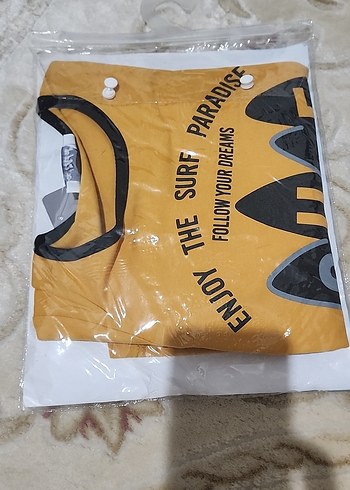 ENJOY THE SURF PARADISE
FOLLOW YOUR DREAMS